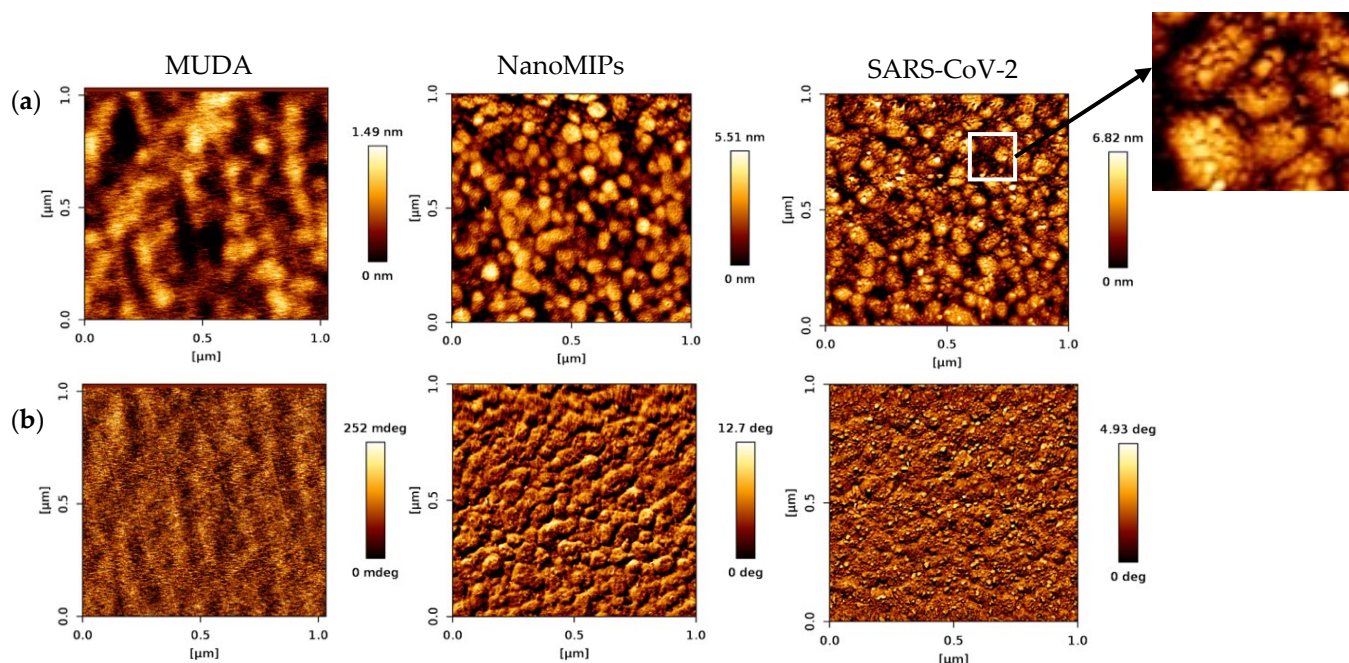 MUDA NanoMIPs SARS-CoV-2
(a)
1.0 0.5 0.0 [µm] 0.0 0.5 1.0 [µm] 1.49 nm 0 nm
1.0 0.5 0.0 [µm] 0.0 0.5 1.0 [µm] 5.51 nm 0 nm
1.0 0.5 0.0 [µm] 0.0 0.5 1.0 [µm] 6.82 nm 0 nm
(b)
1.0 0.5 0.0 [µm] 0.0 0.5 1.0 [µm] 252 mdeg 0 mdeg
1.0 0.5 0.0 [µm] 0.0 0.5 1.0 [µm] 12.7 deg 0 deg
1.0 0.5 0.0 [µm] 0.0 0.5 1.0 [µm] 4.93 deg 0 deg